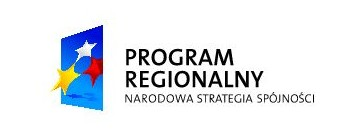 PROGRAM
REGIONALNY
NARODOWA STRATEGIA SPÓJNOŚCI